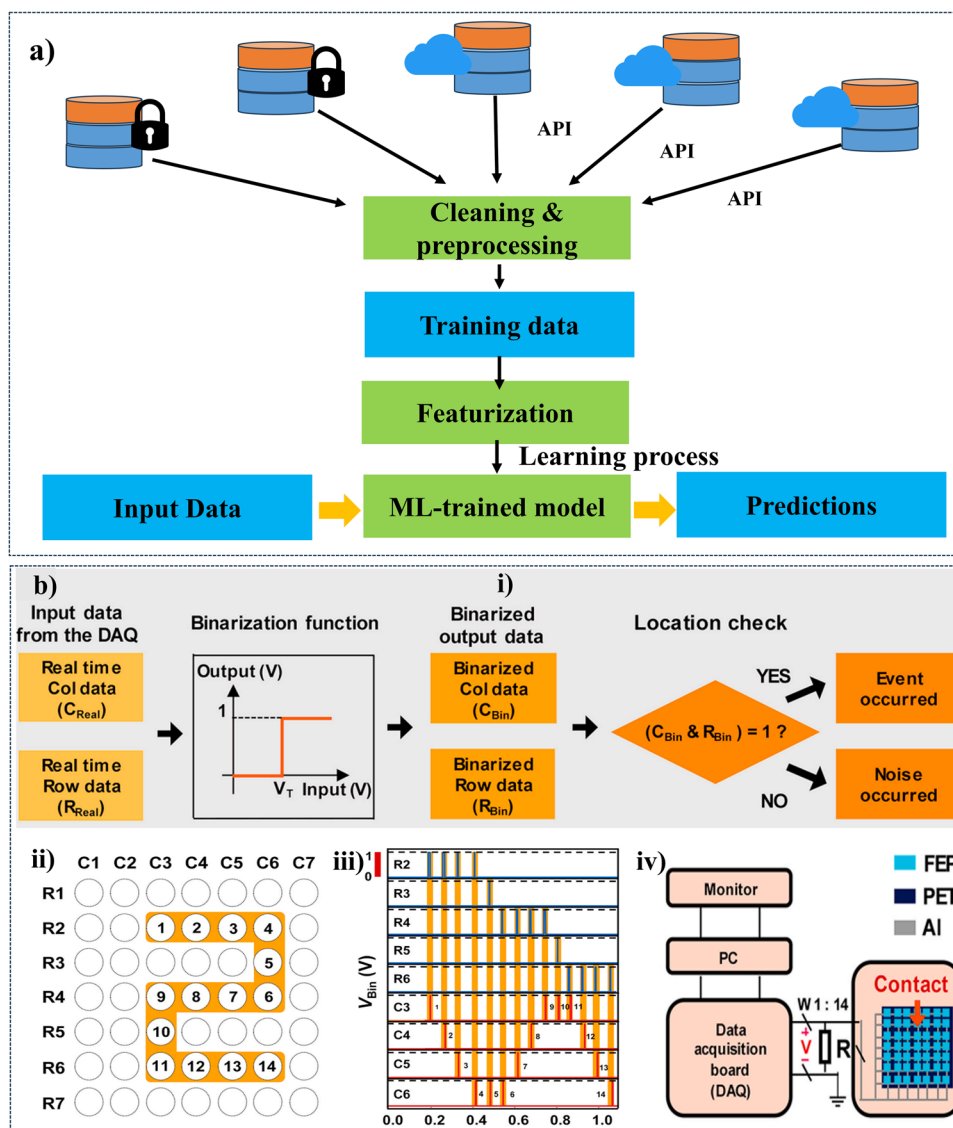 a)
API
API
API
Cleaning &
preprocessing
Training data
Featurization
Learning process
Input Data
ML-trained model
Predictions
b)
i)
Input data
from the DAQ
Binarization function
Binarized
output data
Location check
Real time
Col data
(CReal)
Real time
Row data
(RReal)
Output (V)
1
VT Input (V)
Binarized
Col data
(CBin)
Binarized
Row data
(RBin)
(CBin & RBin) = 1 ?
YES
NO
Event
occurred
Noise
occurred
ii)
C1 C2 C3 C4 C5 C6 C7
R1
R2 1 2 3 4
R3 5
R4 9 8 7 6
R5 10
R6 11 12 13 14
R7
iii)
1
0
VBin (V)
R2
R3
R4
R5
R6
C3 1 9 10 11
C4 2 8 12
C5 3 7 13
C6 4 5 6 14
0.0 0.2 0.4 0.6 0.8 1.0
iv)
FEP
PET
Al
Monitor
PC
Data
acquisition
board
(DAQ)
W 1 : 14
+
V
-
R
Contact